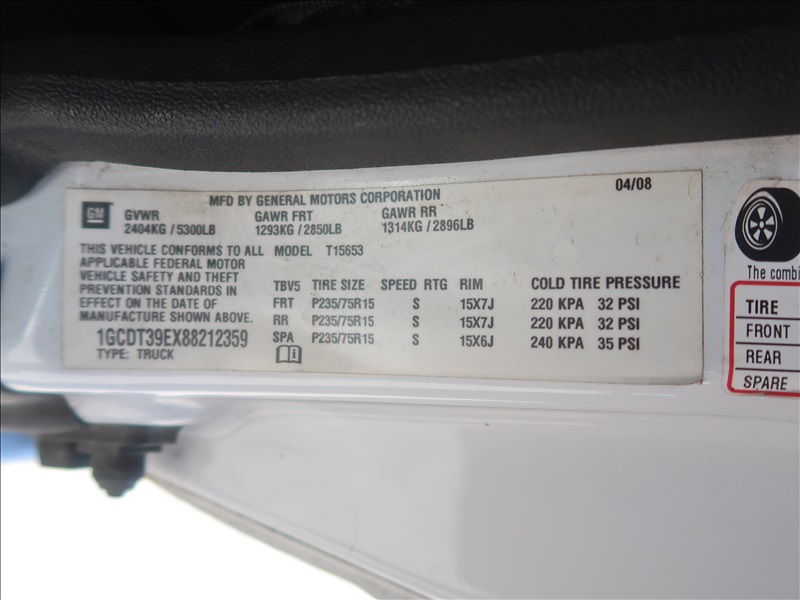 MFD BY GENERAL MOTORS CORPORATION 04/08
GM GVWR GAWR FRT GAWR RR
2404KG / 5300LB 1293KG / 2850LB 1314KG / 2896LB
THIS VEHICLE CONFORMS TO ALL MODEL T15653
APPLICABLE FEDERAL MOTOR
VEHICLE SAFETY AND THEFT
PREVENTION STANDARDS IN
EFFECT ON THE DATE OF
MANUFACTURE SHOWN ABOVE.
1GCDT39EX88212359
TYPE: TRUCK
TBV5 TIRE SIZE SPEED RTG RIM COLD TIRE PRESSURE
FRT P235/75R15 S 15X7J 220 KPA 32 PSI
RR P235/75R15 S 15X7J 220 KPA 32 PSI
SPA P235/75R15 S 15X6J 240 KPA 35 PSI
The combi
TIRE
FRONT
REAR
SPARE